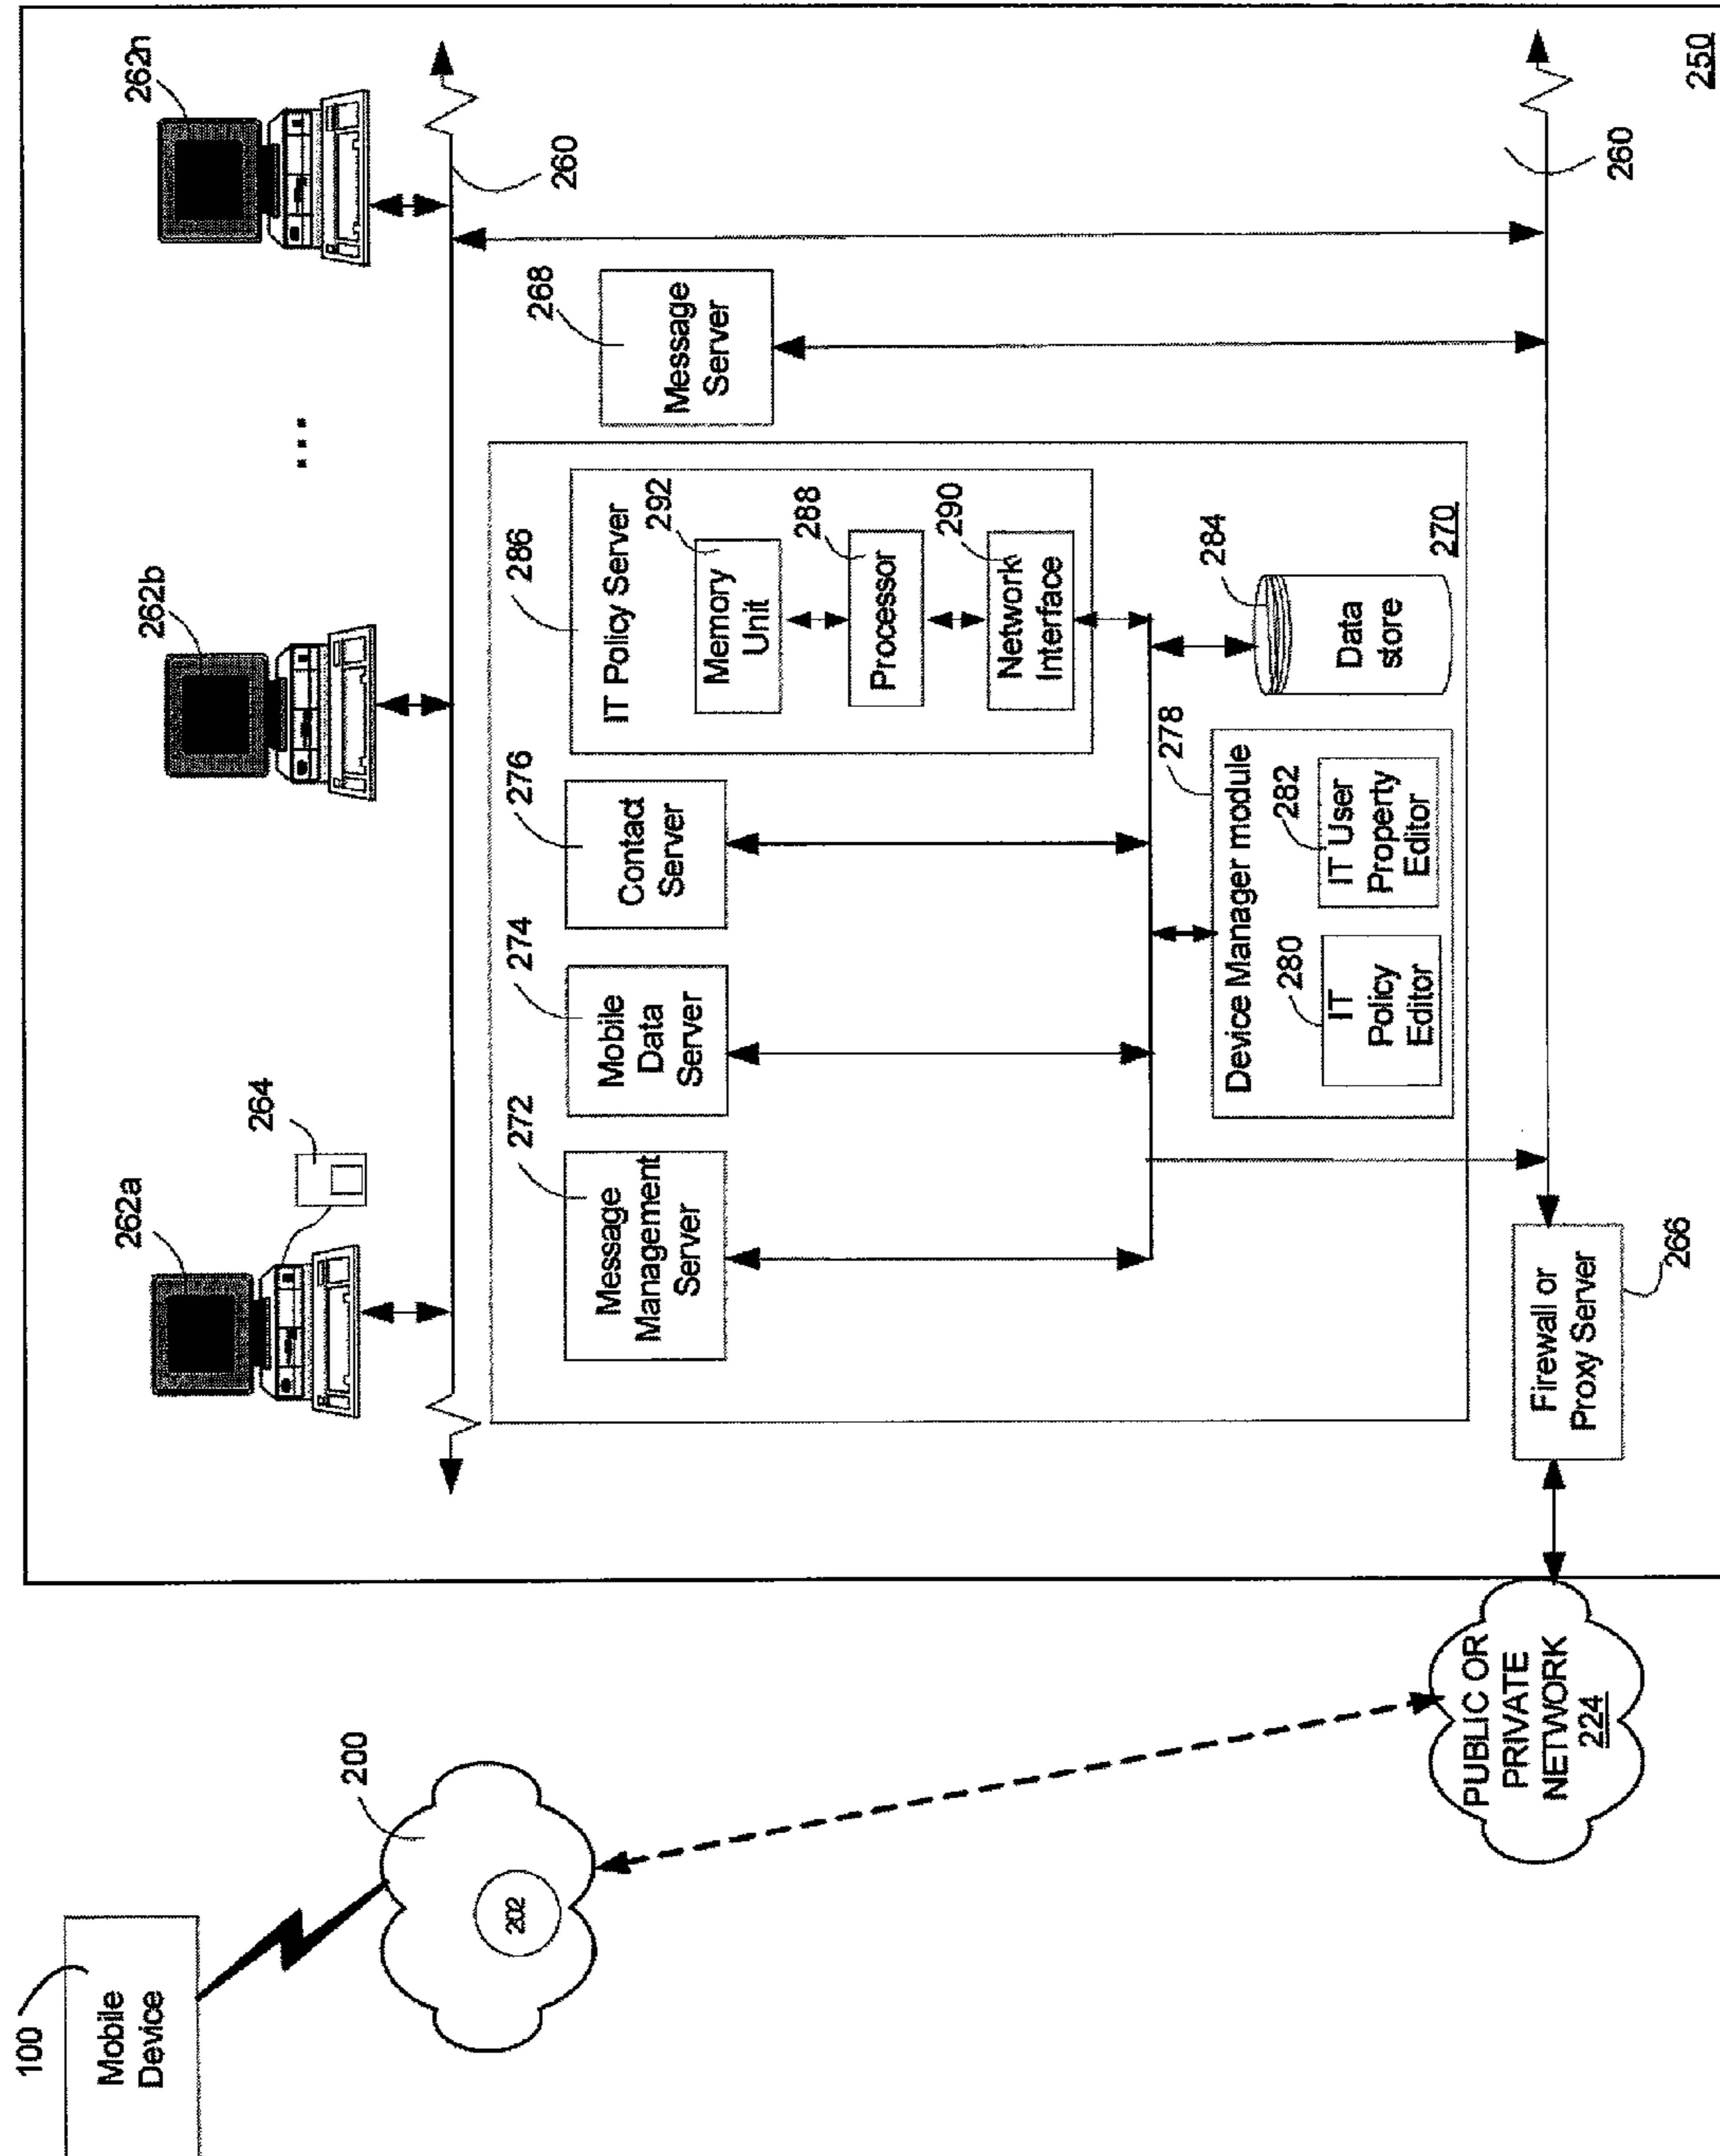 100
Mobile
Device
200
202
PUBLIC OR
PRIVATE
NETWORK
224
262a
264
262b
...
262n
260
272
Message
Management
Server
274
Mobile
Data
Server
276
Contact
Server
286
IT Policy Server
292
Memory
Unit
288
Processor
290
Network
Interface
268
Message
Server
278
Device Manager module
280
IT
Policy
Editor
282
IT User
Property
Editor
284
Data
store
270
260
Firewall or
Proxy Server
266
250